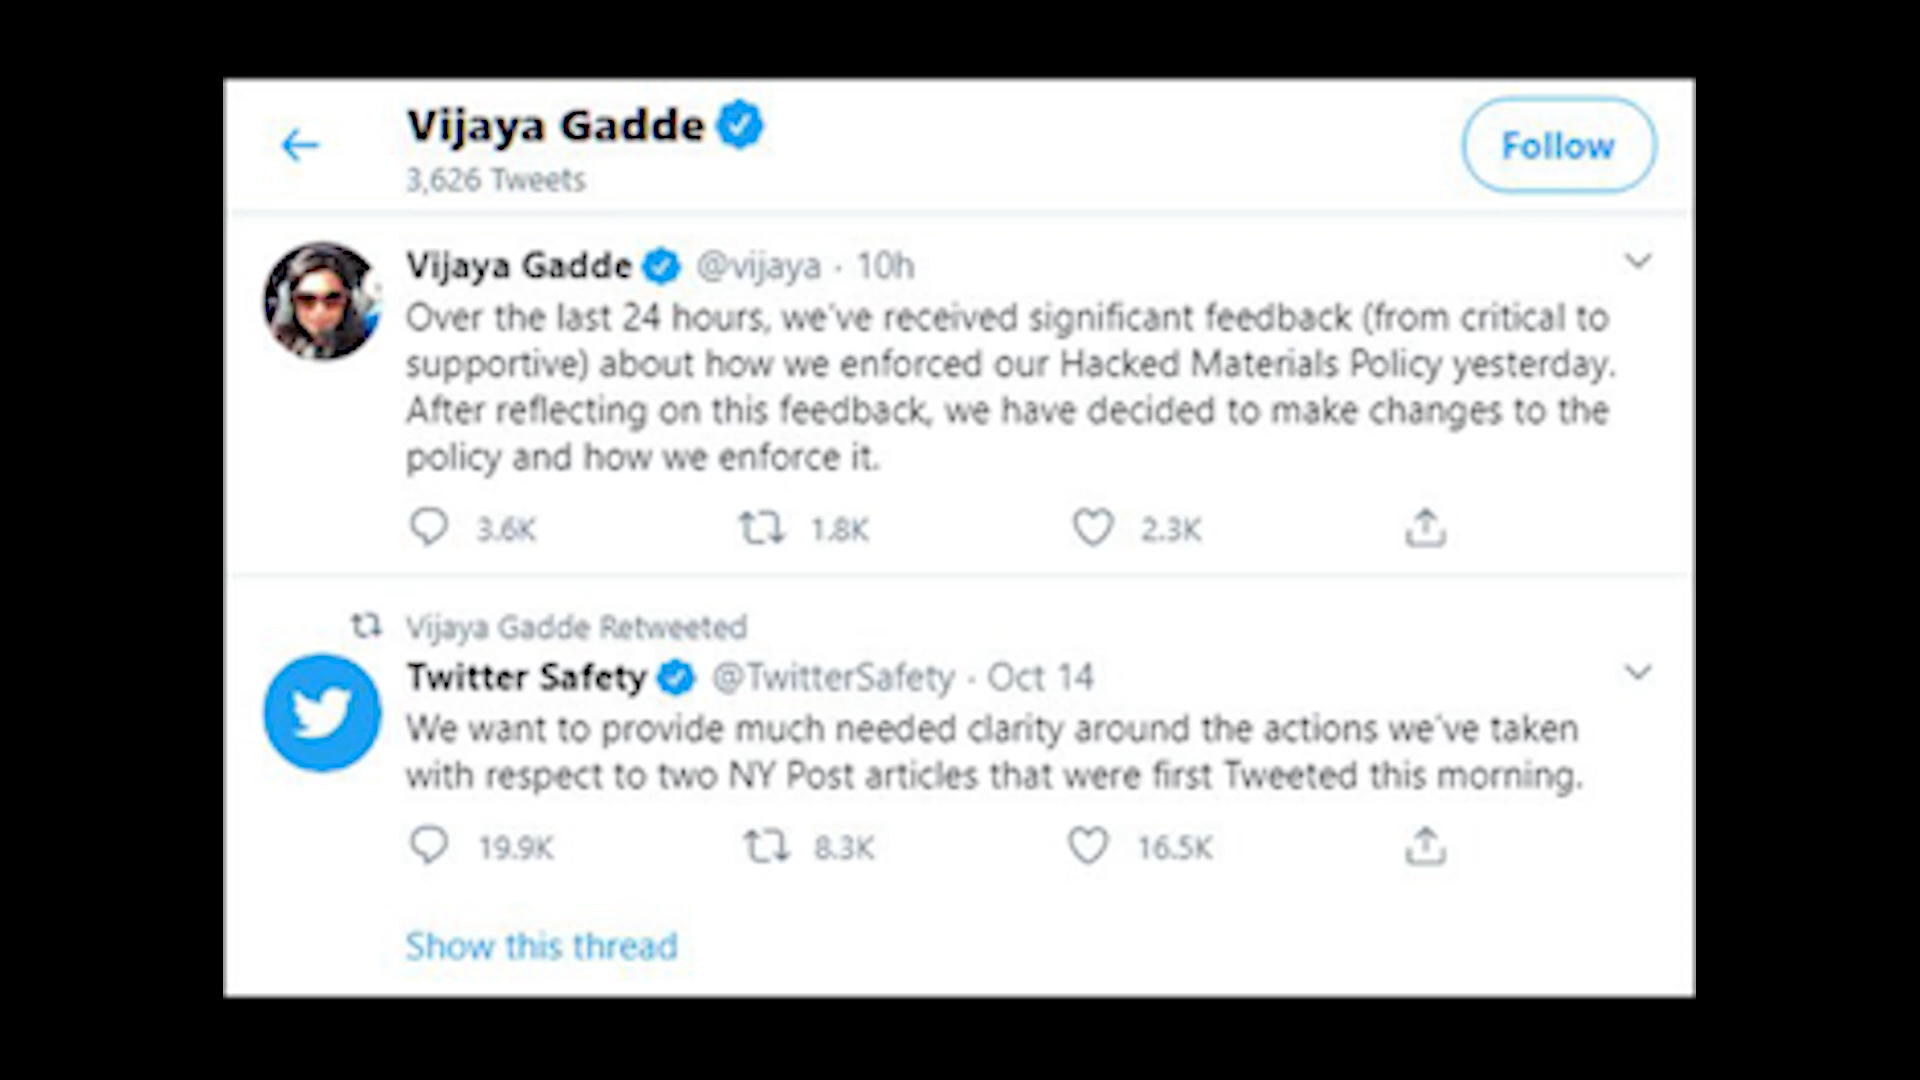 Vijaya Gadde
3,626 Tweets
Follow
Vijaya Gadde @vijaya · 10h
Over the last 24 hours, we've received significant feedback (from critical to
supportive) about how we enforced our Hacked Materials Policy yesterday.
After reflecting on this feedback, we have decided to make changes to the
policy and how we enforce it.
3.6K 1.8K 2.3K
Vijaya Gadde Retweeted
Twitter Safety @TwitterSafety · Oct 14
We want to provide much needed clarity around the actions we've taken
with respect to two NY Post articles that were first Tweeted this morning.
19.9K 8.3K 16.5K
Show this thread